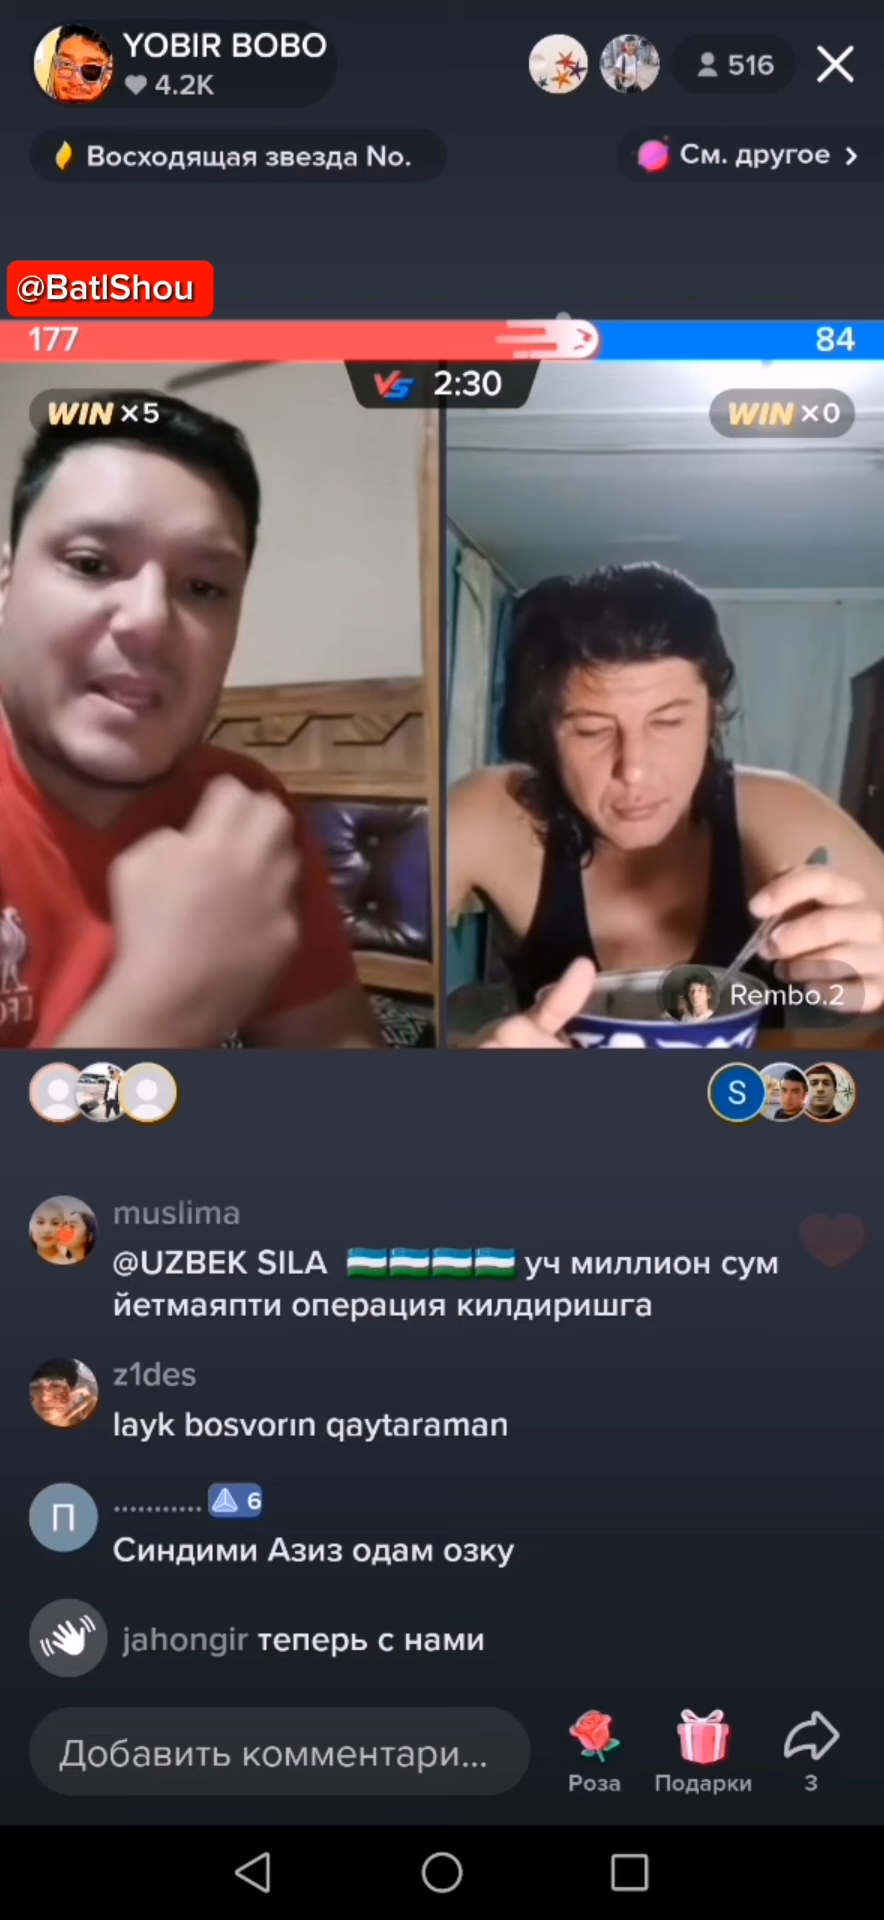 YOBIR BOBO
4.2K
516
Восходящая звезда No.
См. другое
@BatlShou
177
84
VS 2:30
WIN ×5
WIN ×0
Rembo.2
S
muslima
@UZBEK SILA 🇺🇿🇺🇿🇺🇿🇺🇿 уч миллион сум
йетмаяпти операция килдиришга
z1des
layk bosvorın qaytaraman
П
........... 6
Синдими Азиз одам озку
jahongir теперь с нами
Добавить комментари...
Роза
Подарки
3